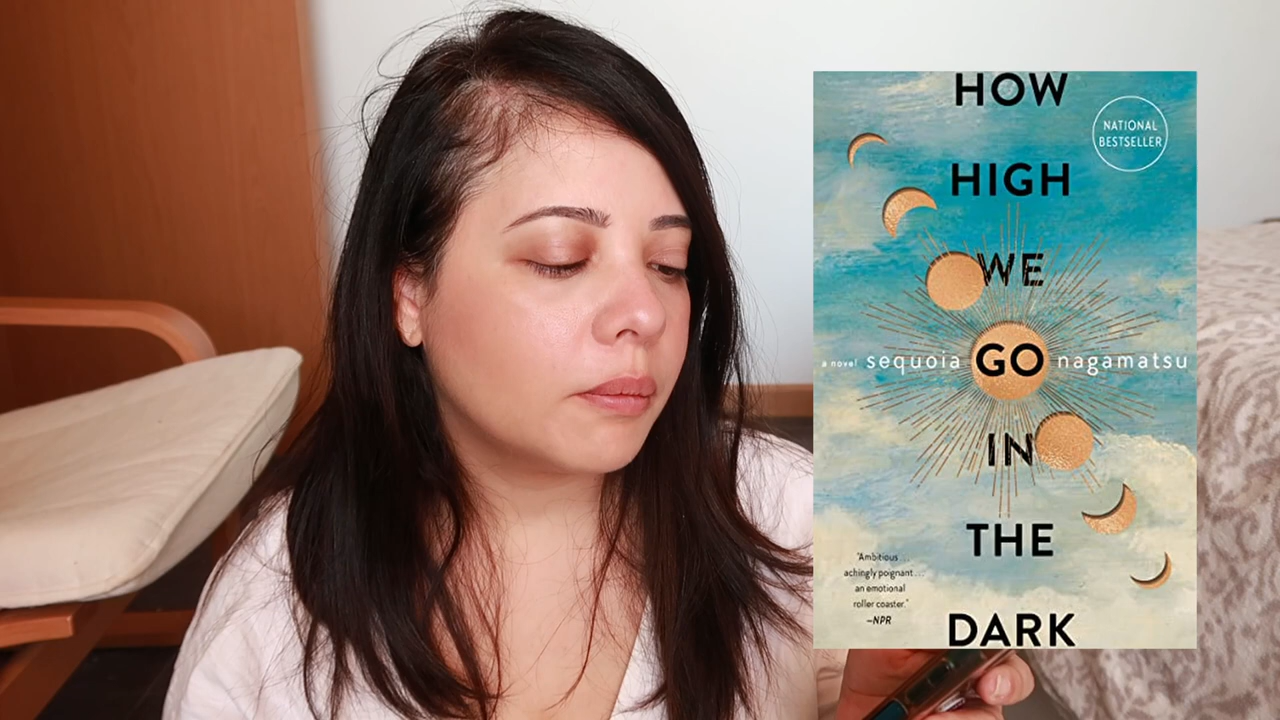 HOW
NATIONAL
BESTSELLER
HIGH
WE
a novel sequoia GO nagamatsu
IN
THE
"Ambitious...
achingly poignant...
an emotional
roller coaster."
—NPR
DARK